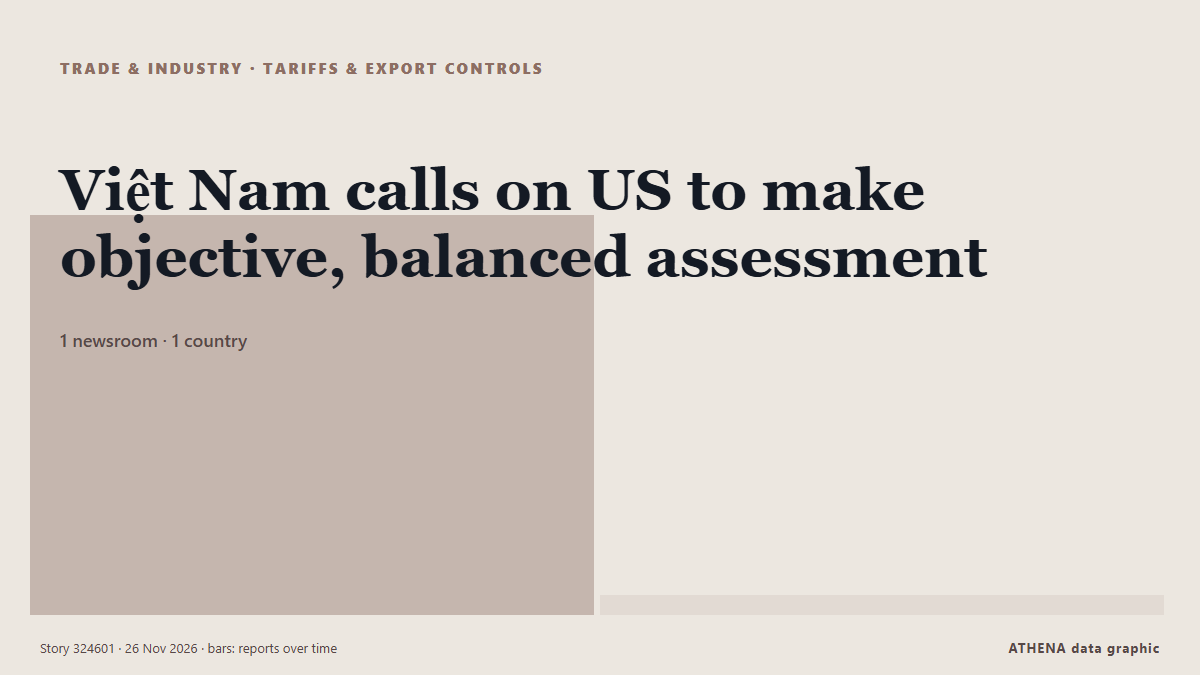 TRADE & INDUSTRY · TARIFFS & EXPORT CONTROLS
Việt Nam calls on US to make
objective, balanced assessment
1 newsroom · 1 country
Story 324601 · 26 Nov 2026 · bars: reports over time
ATHENA data graphic